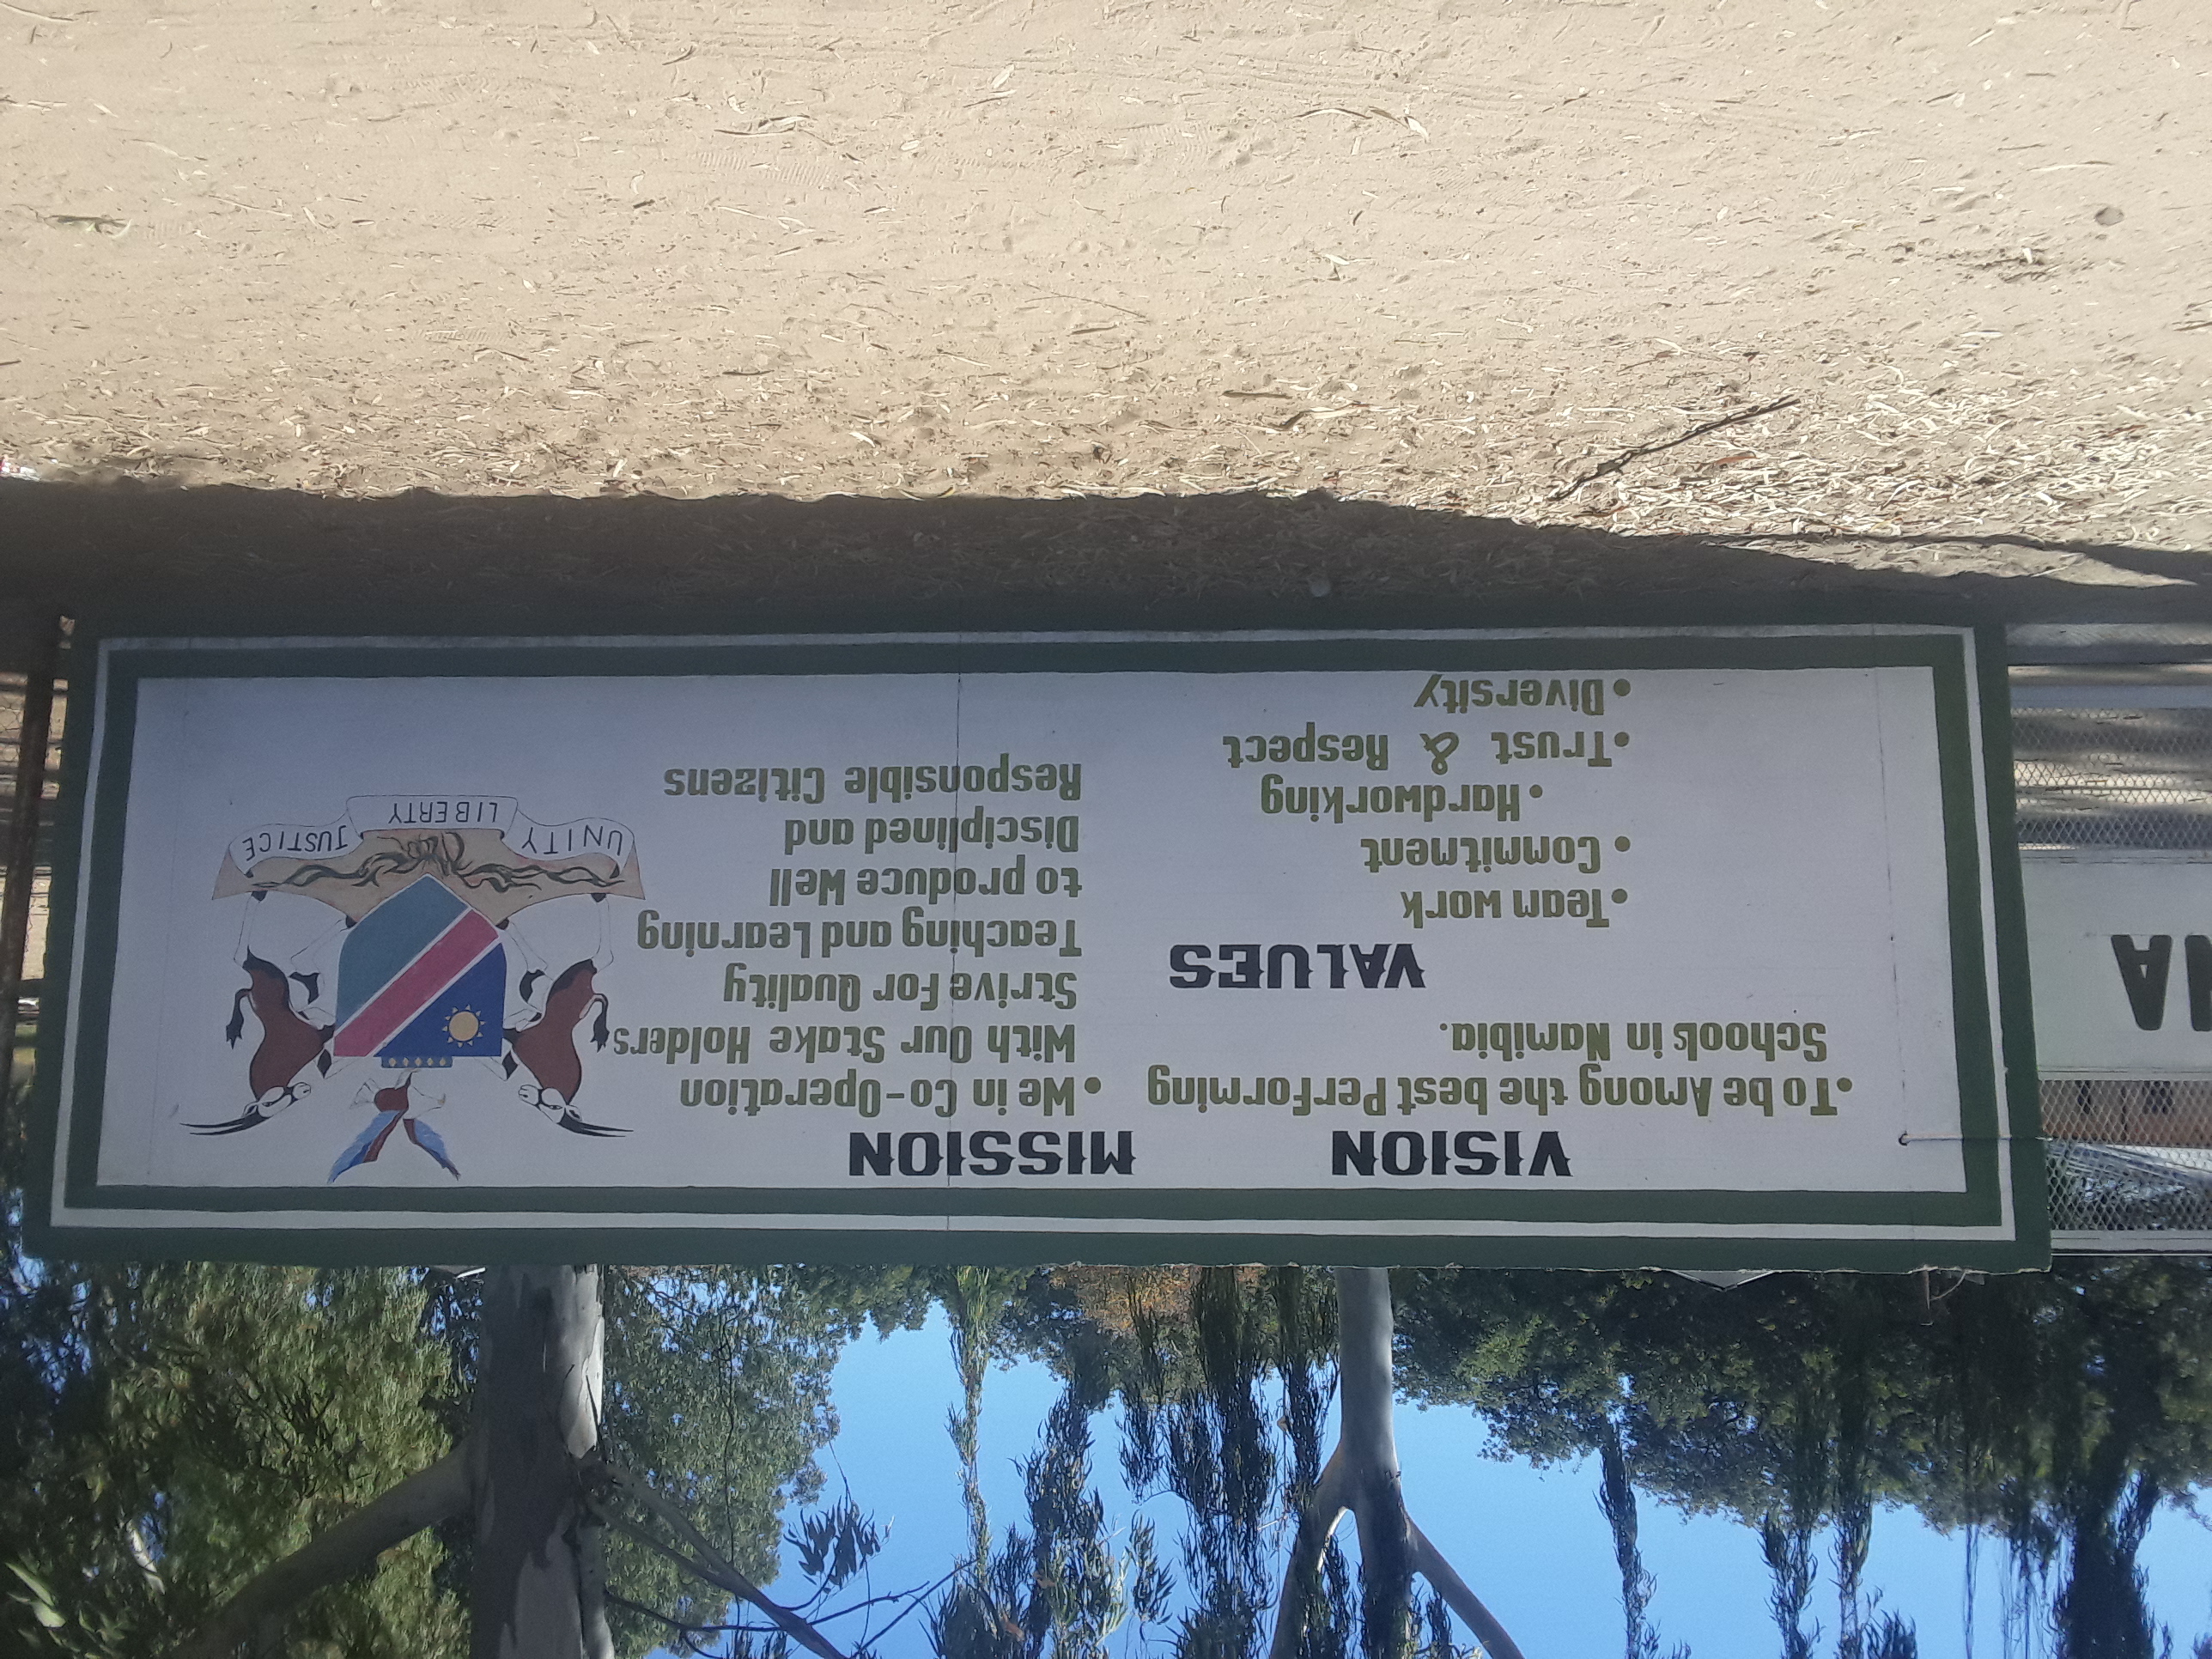 VISION
.To be Among the best Performing
Schools in Namibia.
VALUES
.Team work
. Commitment
. Hardworking
.Trust & Respect
. Diversity
MISSION
. We in Co-Operation
With Our Stake Holders,
Strive For Quality
Teaching and Learning
to produce Well
Disciplined and
Responsible Citizens
UNITY
LIBERTY
JUSTICE